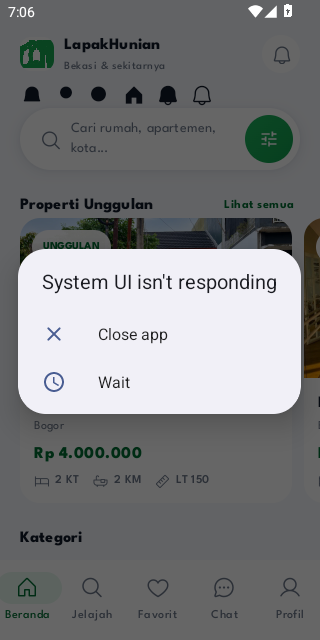 7:06
LapakHunian
Bekasi & sekitarnya
Cari rumah, apartemen,
kota...
Properti Unggulan
Lihat semua
UNGGULAN
System UI isn't responding
Close app
Wait
Bogor
Rp 4.000.000
2 KT 2 KM LT 150
Kategori
Beranda Jelajah Favorit Chat Profil